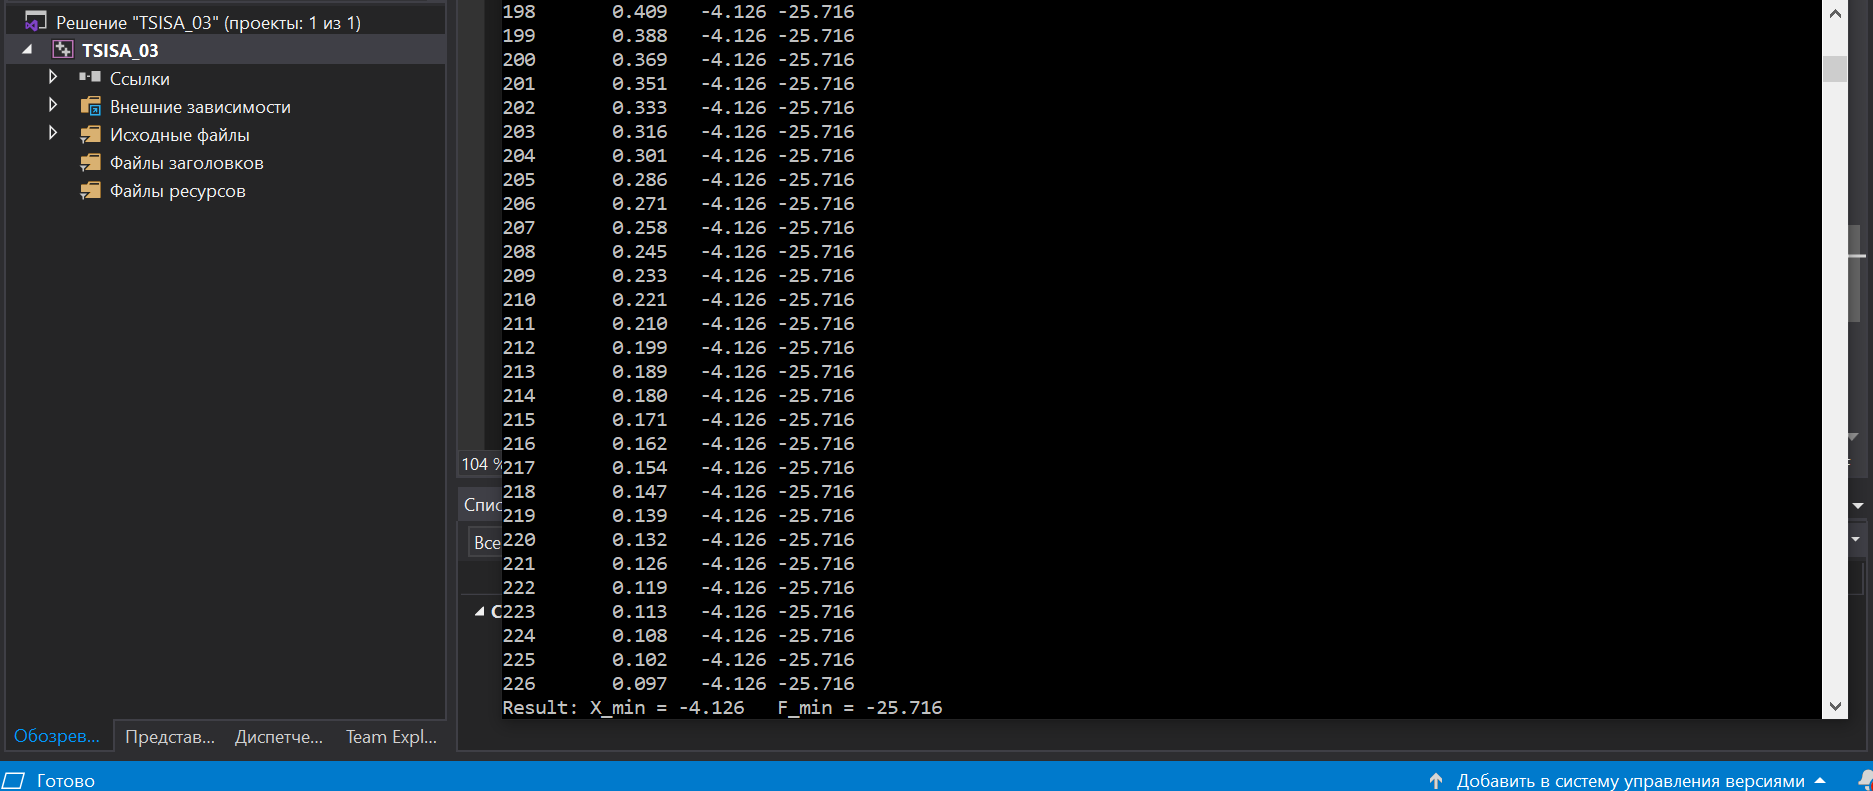 Решение "TSISA_03" (проекты: 1 из 1)
TSISA_03
Ссылки
Внешние зависимости
Исходные файлы
Файлы заголовков
Файлы ресурсов
Обозрев... Представ... Диспетче... Team Expl...
104 %
Спис
Все
С
198 0.409 -4.126 -25.716
199 0.388 -4.126 -25.716
200 0.369 -4.126 -25.716
201 0.351 -4.126 -25.716
202 0.333 -4.126 -25.716
203 0.316 -4.126 -25.716
204 0.301 -4.126 -25.716
205 0.286 -4.126 -25.716
206 0.271 -4.126 -25.716
207 0.258 -4.126 -25.716
208 0.245 -4.126 -25.716
209 0.233 -4.126 -25.716
210 0.221 -4.126 -25.716
211 0.210 -4.126 -25.716
212 0.199 -4.126 -25.716
213 0.189 -4.126 -25.716
214 0.180 -4.126 -25.716
215 0.171 -4.126 -25.716
216 0.162 -4.126 -25.716
217 0.154 -4.126 -25.716
218 0.147 -4.126 -25.716
219 0.139 -4.126 -25.716
220 0.132 -4.126 -25.716
221 0.126 -4.126 -25.716
222 0.119 -4.126 -25.716
223 0.113 -4.126 -25.716
224 0.108 -4.126 -25.716
225 0.102 -4.126 -25.716
226 0.097 -4.126 -25.716
Result: X_min = -4.126 F_min = -25.716
Готово
Добавить в систему управления версиями